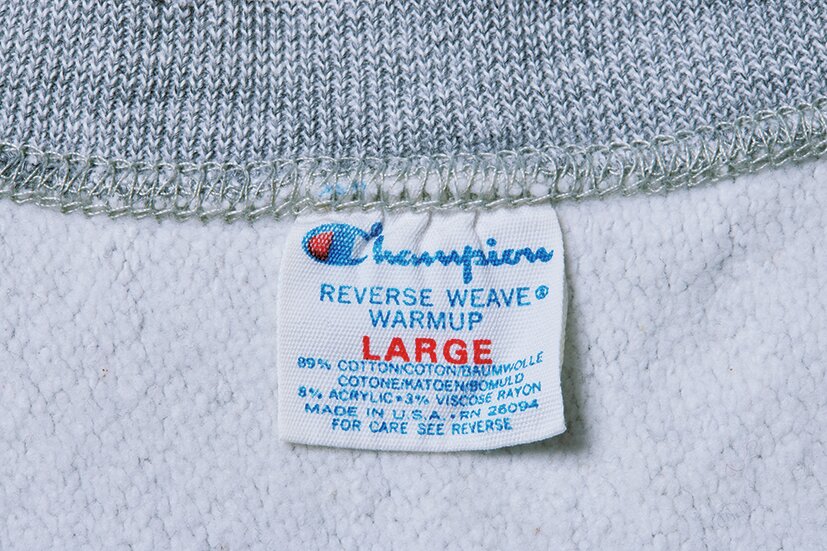 Champion
REVERSE WEAVE®
WARMUP
LARGE
89% COTTON/COTON/BAUMWOLLE
COTONE/KATOEN/BOMULD
8% ACRYLIC • 3% VISCOSE RAYON
MADE IN U.S.A. • RN 26094
FOR CARE SEE REVERSE